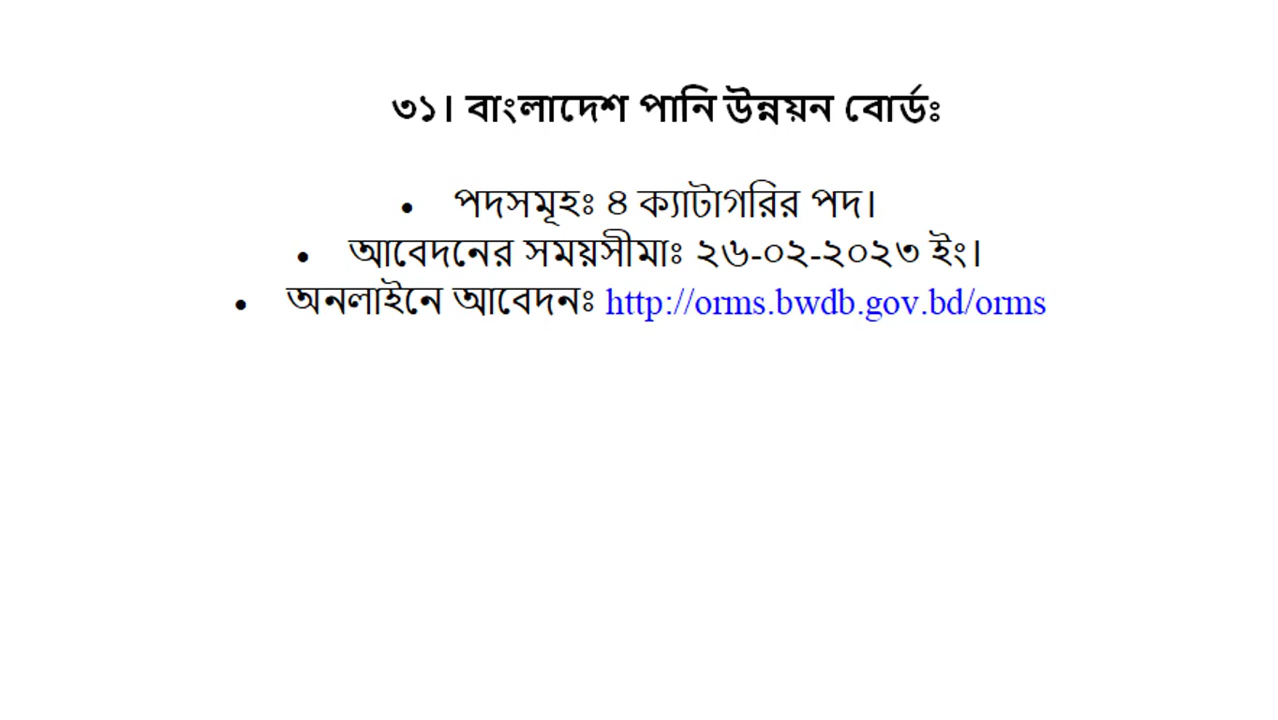 ৩১। বাংলাদেশ পানি উন্নয়ন বোর্ডঃ
• পদসমূহঃ ৪ ক্যাটাগরির পদ।
• আবেদনের সময়সীমাঃ ২৬-০২-২০২৩ ইং।
• অনলাইনে আবেদনঃ http://orms.bwdb.gov.bd/orms